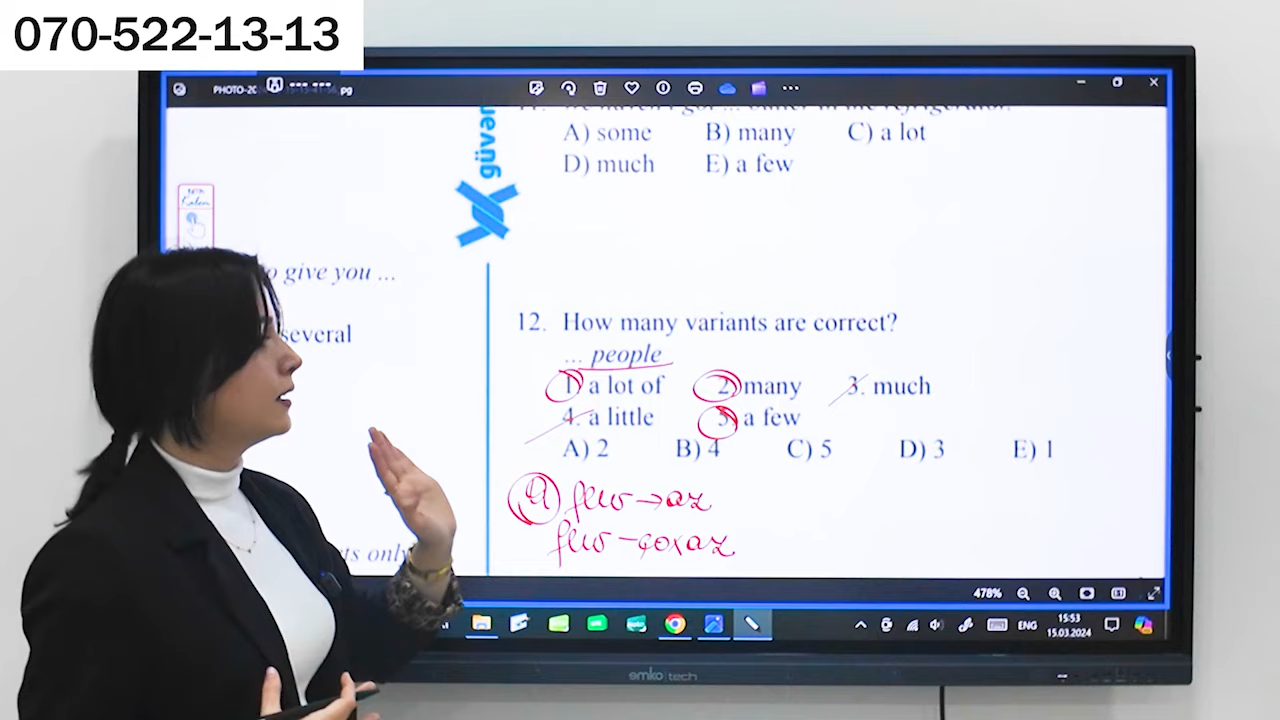 070-522-13-13
A) some B) many C) a lot
D) much E) a few
güvən
give you ...
several
12. How many variants are correct?
... people
1. a lot of 2. many 3. much
4. a little 5. a few
A) 2 B) 4 C) 5 D) 3 E) 1
a few → az
few – çox az
only
478%
ENG
15:53
15.03.2024
emko tech